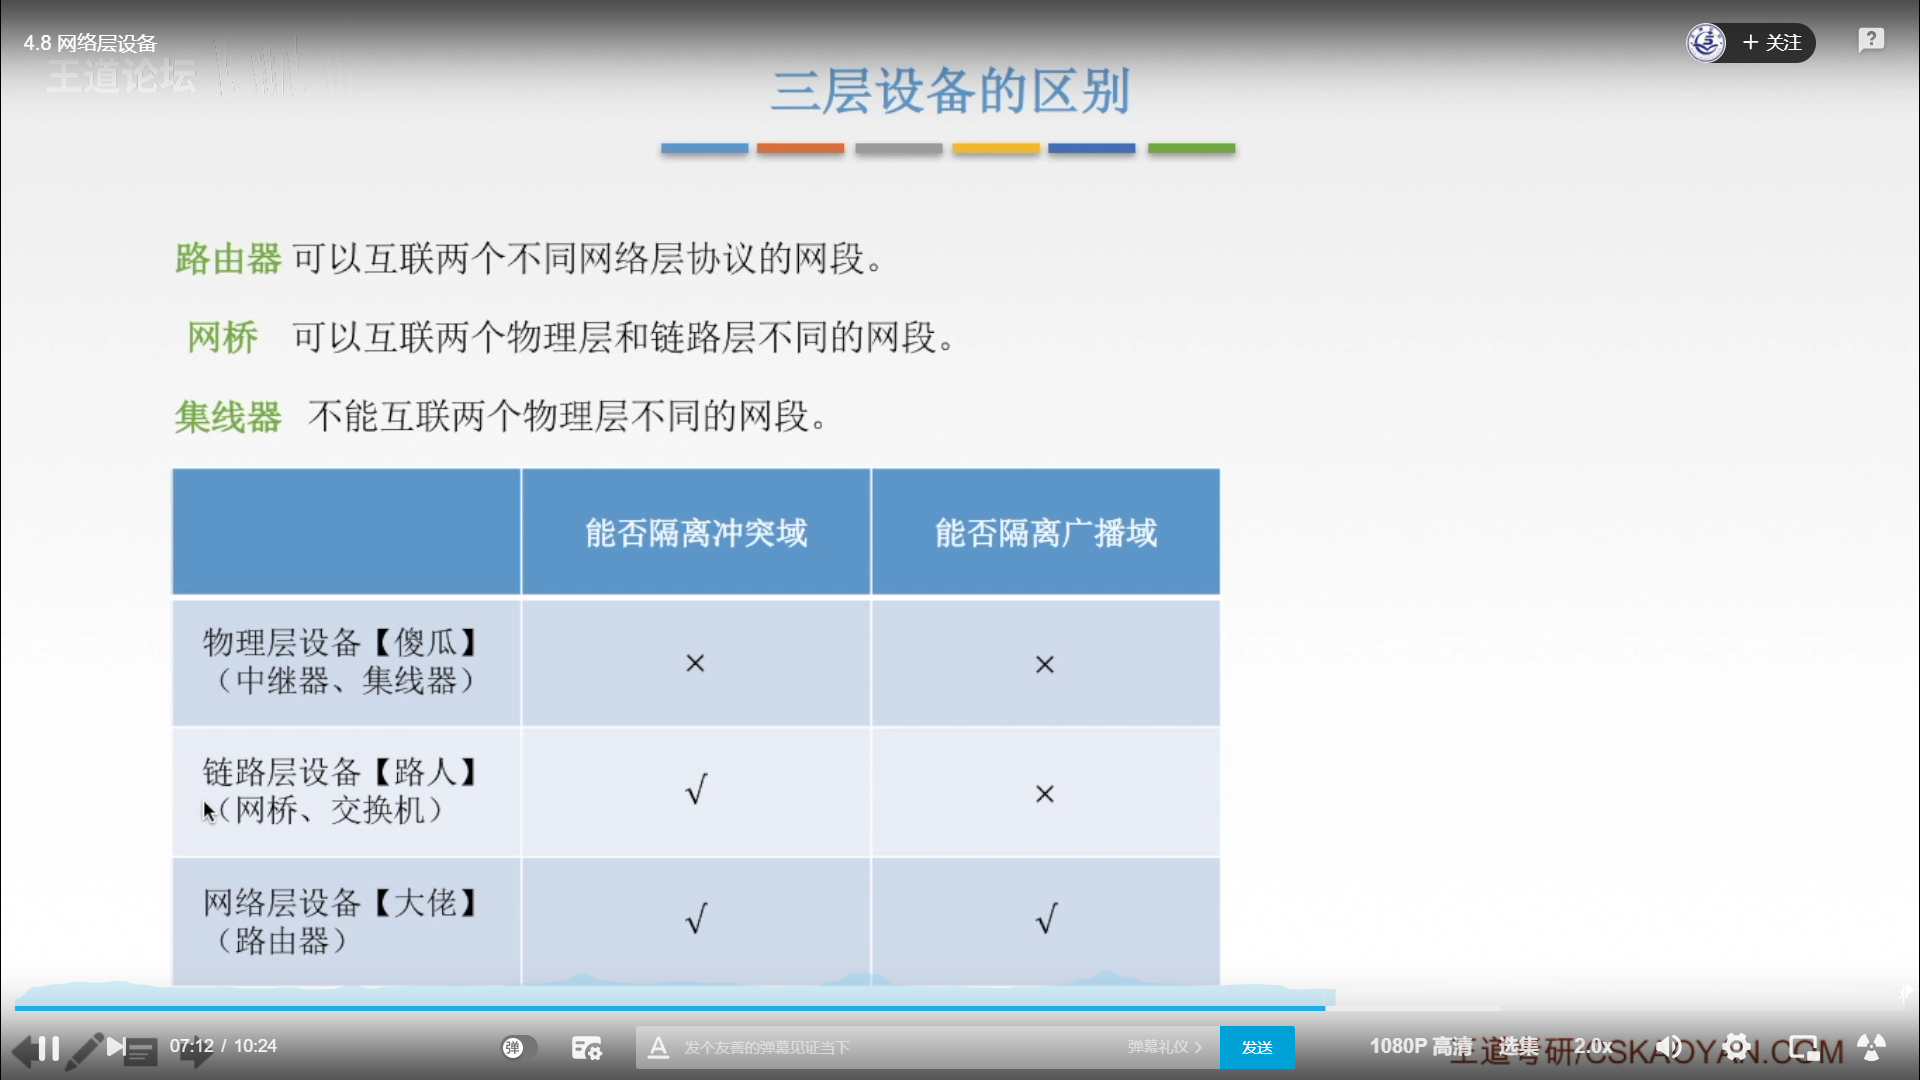 4.8 网络层设备
王道论坛
+ 关注
三层设备的区别
路由器 可以互联两个不同网络层协议的网段。
网桥 可以互联两个物理层和链路层不同的网段。
集线器 不能互联两个物理层不同的网段。
能否隔离冲突域 能否隔离广播域
物理层设备【傻瓜】
（中继器、集线器） × ×
链路层设备【路人】
（网桥、交换机） √ ×
网络层设备【大佬】
（路由器） √ √
07:12 / 10:24
弹
发个友善的弹幕见证当下
弹幕礼仪 >
发送
1080P 高清
选集
2.0x
王道考研/CSKAOYAN.COM